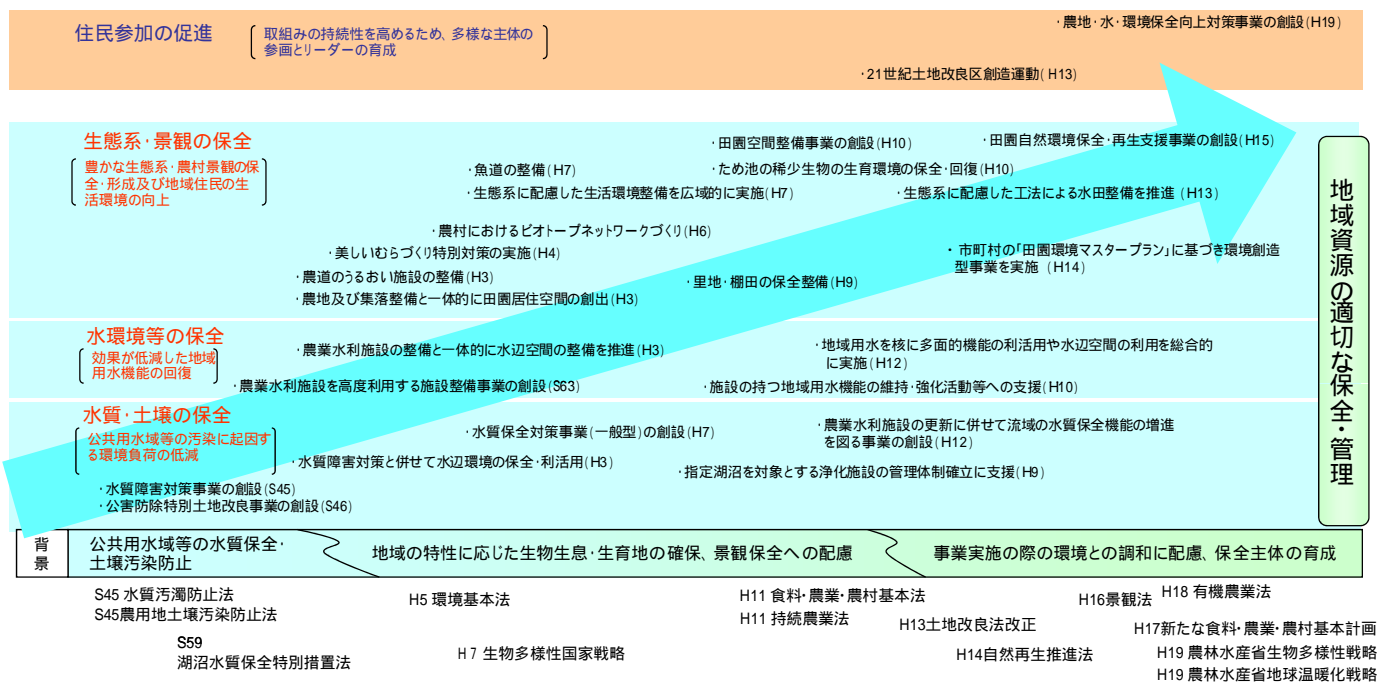 住民参加の促進
取組みの持続性を高めるため、多様な主体の
参画とリーダーの育成
・農地・水・環境保全向上対策事業の創設(H19)
・21世紀土地改良区創造運動(H13)
生態系・景観の保全
豊かな生態系・農村景観の保
全・形成及び地域住民の生
活環境の向上
・田園空間整備事業の創設(H10)
・田園自然環境保全・再生支援事業の創設(H15)
・魚道の整備(H7)
・ため池の稀少生物の生育環境の保全・回復(H10)
・生態系に配慮した生活環境整備を広域的に実施(H7)
・生態系に配慮した工法による水田整備を推進(H13)
・農村におけるビオトープネットワークづくり(H6)
・美しいむらづくり特別対策の実施(H4)
・市町村の「田園環境マスタープラン」に基づき環境創造
型事業を実施 (H14)
・農道のうるおい施設の整備(H3)
・里地・棚田の保全整備(H9)
・農地及び集落整備と一体的に田園居住空間の創出(H3)
水環境等の保全
効果が低減した地域
用水機能の回復
・農業水利施設の整備と一体的に水辺空間の整備を推進(H3)
・地域用水を核に多面的機能の利活用や水辺空間の利用を総合的
に実施(H12)
・農業水利施設を高度利用する施設整備事業の創設(S63)
・施設の持つ地域用水機能の維持・強化活動等への支援(H10)
水質・土壌の保全
公共用水域等の汚染に起因す
る環境負荷の低減
・水質保全対策事業(一般型)の創設(H7)
・農業水利施設の更新に併せて流域の水質保全機能の増進
を図る事業の創設(H12)
・水質障害対策と併せて水辺環境の保全・利活用(H3)
・指定湖沼を対象とする浄化施設の管理体制確立に支援(H9)
・水質障害対策事業の創設(S45)
・公害防除特別土地改良事業の創設(S46)
地域資源の適切な保全・管理
背景
公共用水域等の水質保全・
土壌汚染防止
地域の特性に応じた生物生息・生育地の確保、景観保全への配慮
事業実施の際の環境との調和に配慮、保全主体の育成
S45 水質汚濁防止法
S45農用地土壌汚染防止法
S59
湖沼水質保全特別措置法
H5 環境基本法
H7 生物多様性国家戦略
H11 食料・農業・農村基本法
H11 持続農業法
H13土地改良法改正
H14自然再生推進法
H16景観法
H18 有機農業法
H17新たな食料・農業・農村基本計画
H19 農林水産省生物多様性戦略
H19 農林水産省地球温暖化戦略